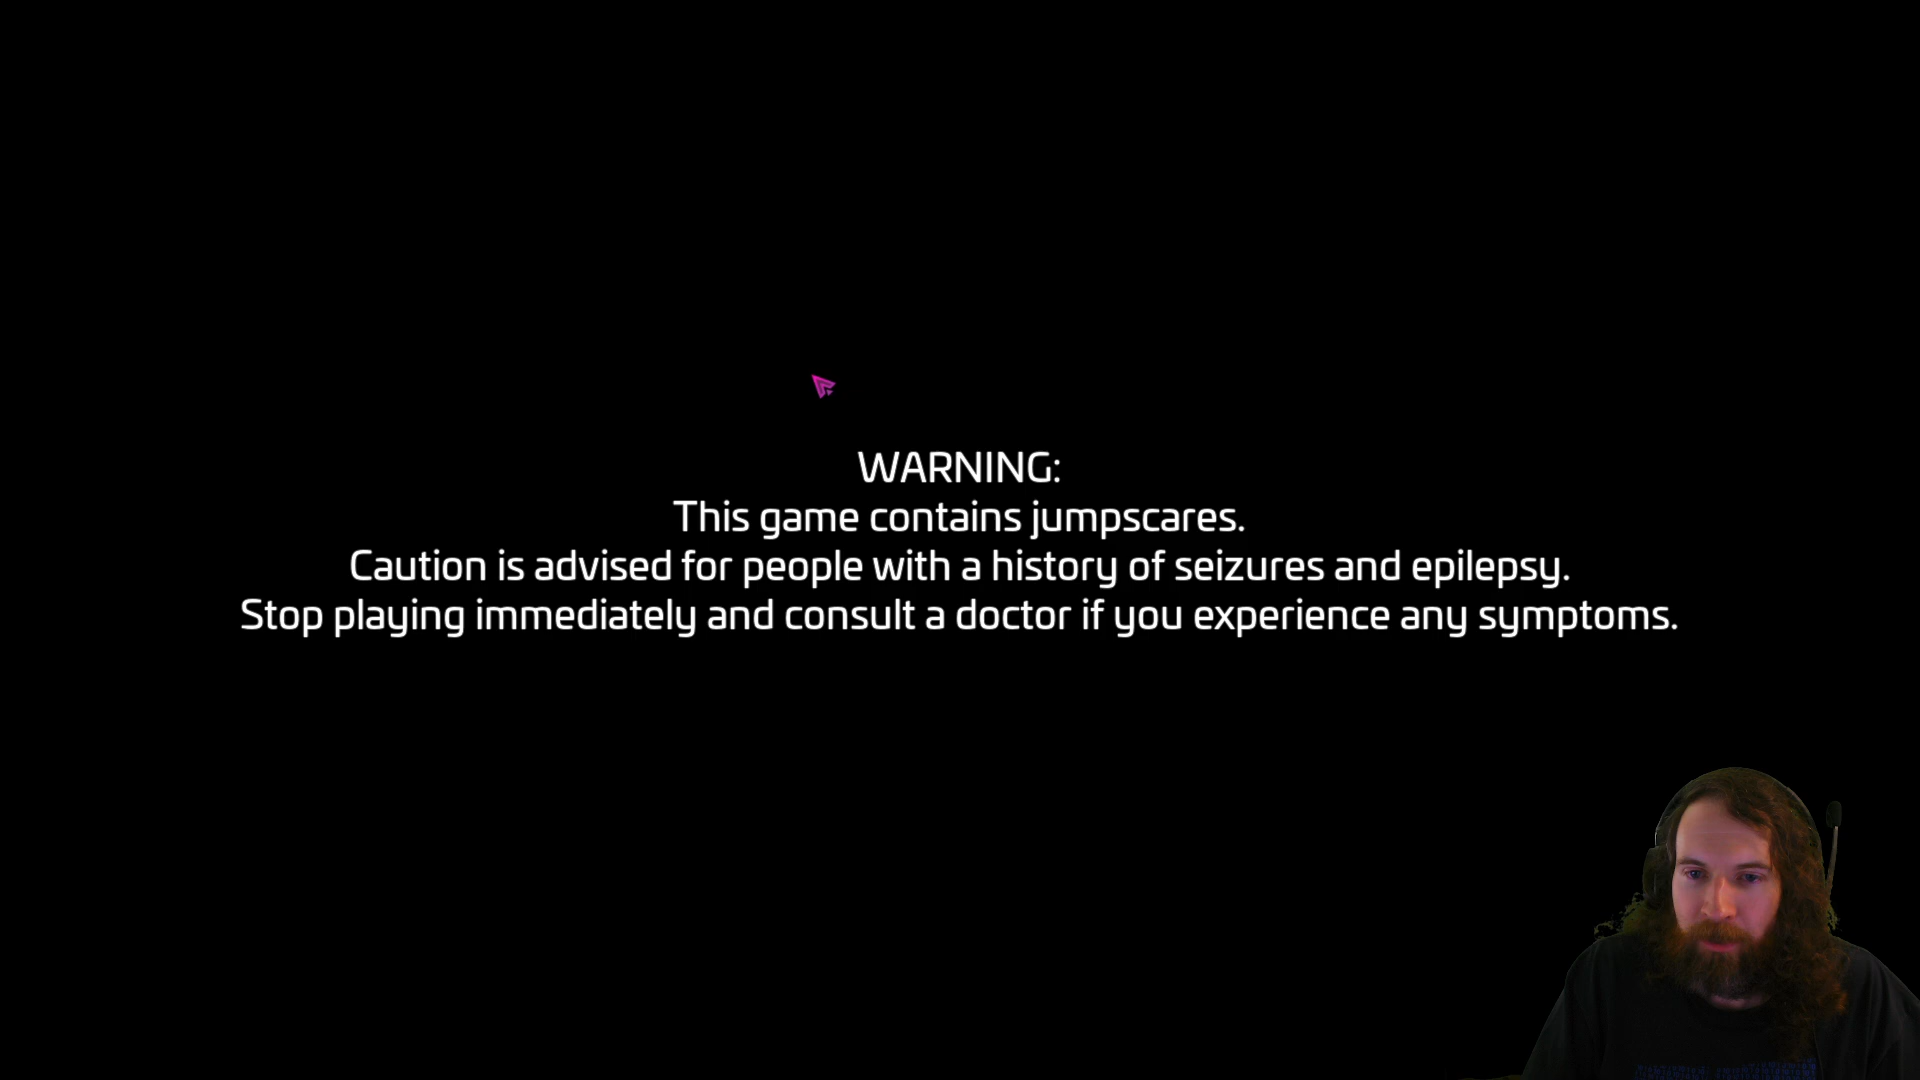 WARNING:
This game contains jumpscares.
Caution is advised for people with a history of seizures and epilepsy.
Stop playing immediately and consult a doctor if you experience any symptoms.